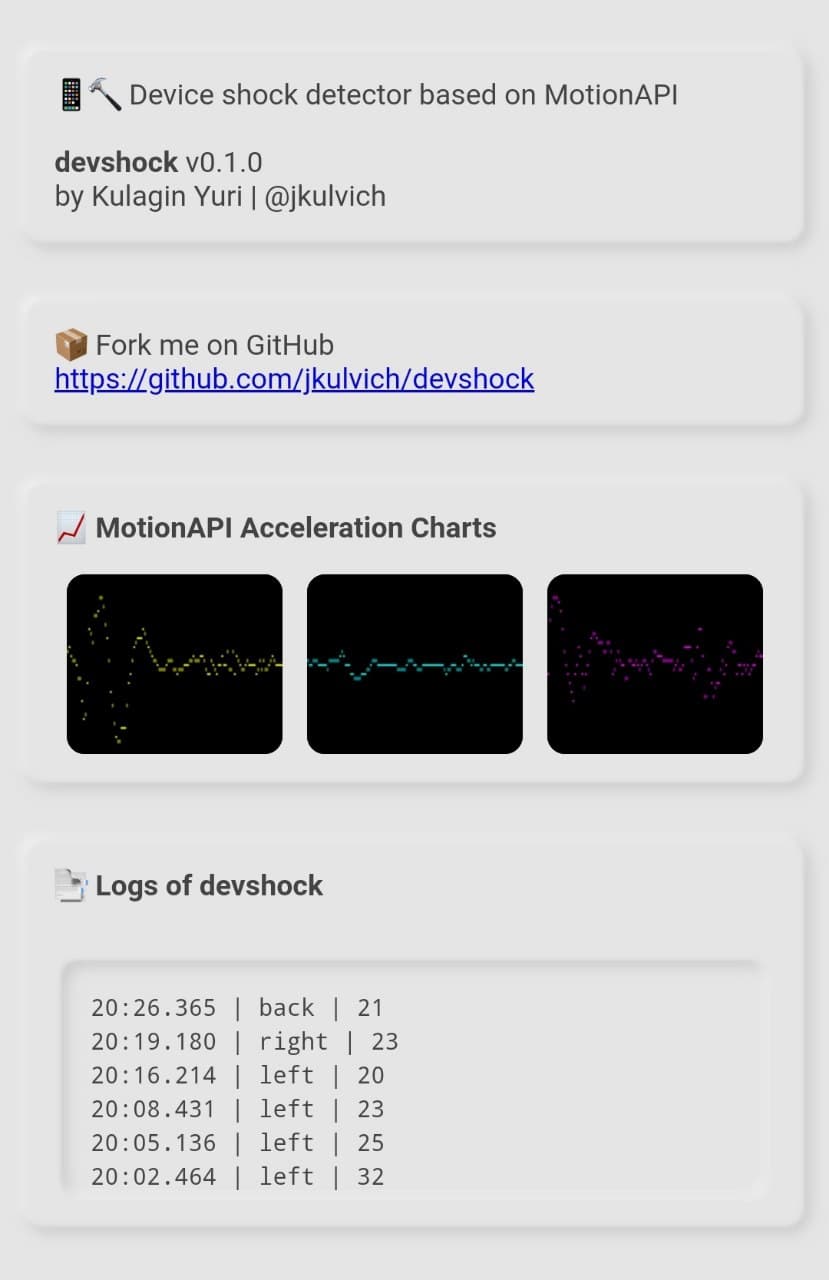 📱🔨 Device shock detector based on MotionAPI
devshock v0.1.0
by Kulagin Yuri | @jkulvich
📦 Fork me on GitHub
https://github.com/jkulvich/devshock
📈 MotionAPI Acceleration Charts
📑 Logs of devshock
20:26.365 | back | 21
20:19.180 | right | 23
20:16.214 | left | 20
20:08.431 | left | 23
20:05.136 | left | 25
20:02.464 | left | 32